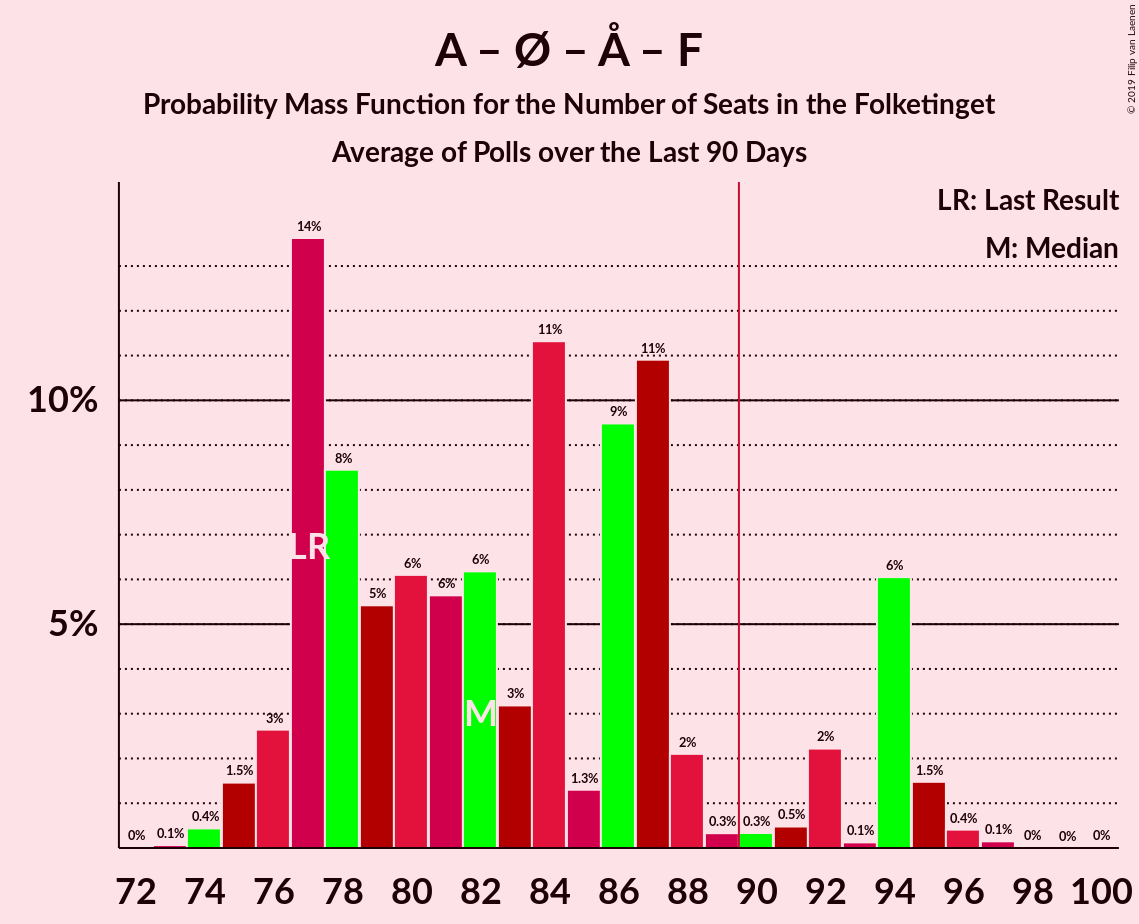 A – Ø – Å – F
Probability Mass Function for the Number of Seats in the Folketinget
Average of Polls over the Last 90 Days
© 2019 Filip van Laenen
LR: Last Result
M: Median
10%
5%
0% 0.1% 0.4% 1.5% 3% 14% 8% 5% 6% 6% 6% 3% 11% 1.3% 9% 11% 2% 0.3% 0.3% 0.5% 2% 0.1% 6% 1.5% 0.4% 0.1% 0% 0% 0%
LR
M
72 74 76 78 80 82 84 86 88 90 92 94 96 98 100